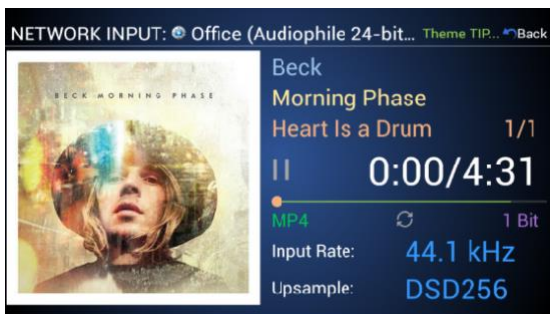 NETWORK INPUT: Office (Audiophile 24-bit... Theme TIP... Back
BECK MORNING PHASE
Beck
Morning Phase
Heart Is a Drum 1/1
0:00/4:31
MP4 1 Bit
Input Rate: 44.1 kHz
Upsample: DSD256